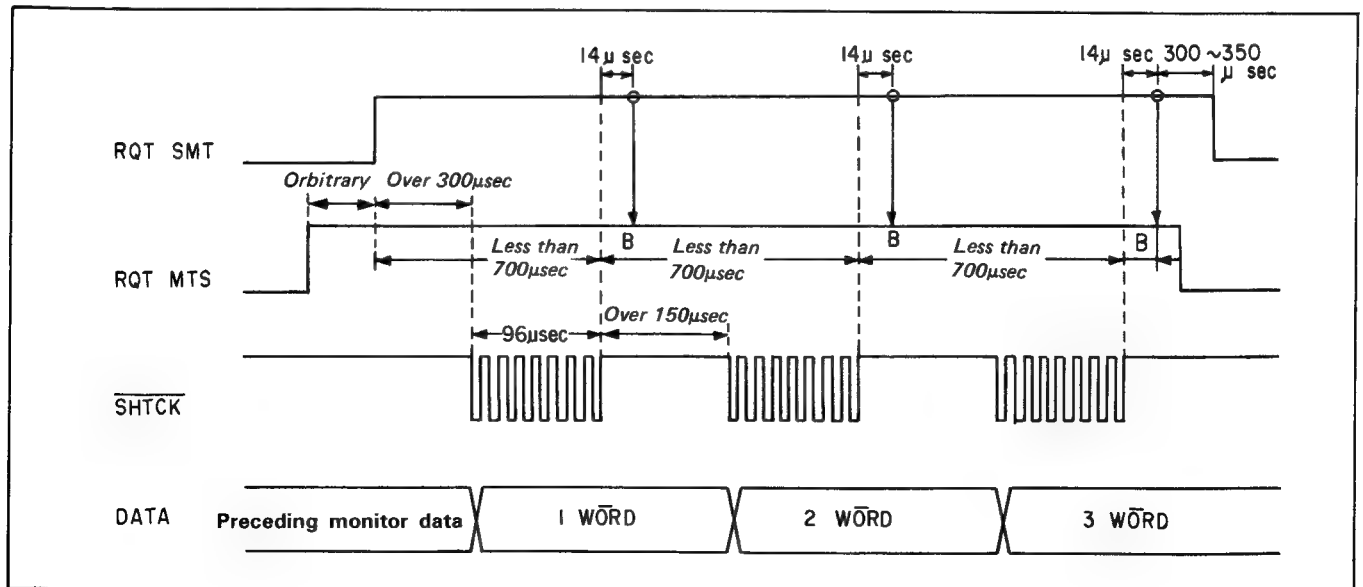 14μ sec 14μ sec 14μ sec 300 ~350
μ sec
RQT SMT
Orbitrary Over 300μsec
B B B
Less than Less than Less than
700μsec 700μsec 700μsec
RQT MTS
Over 150μsec
96μsec
SHTCK
DATA Preceding monitor data 1 WORD 2 WORD 3 WORD